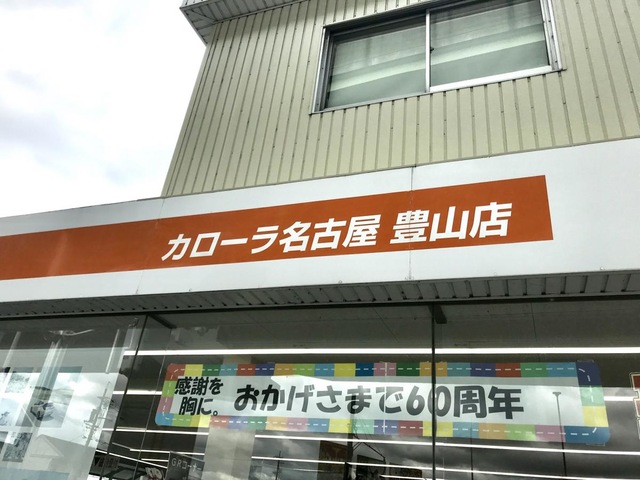 カローラ名古屋 豊山店
感謝を
胸に。
おかげさまで60周年